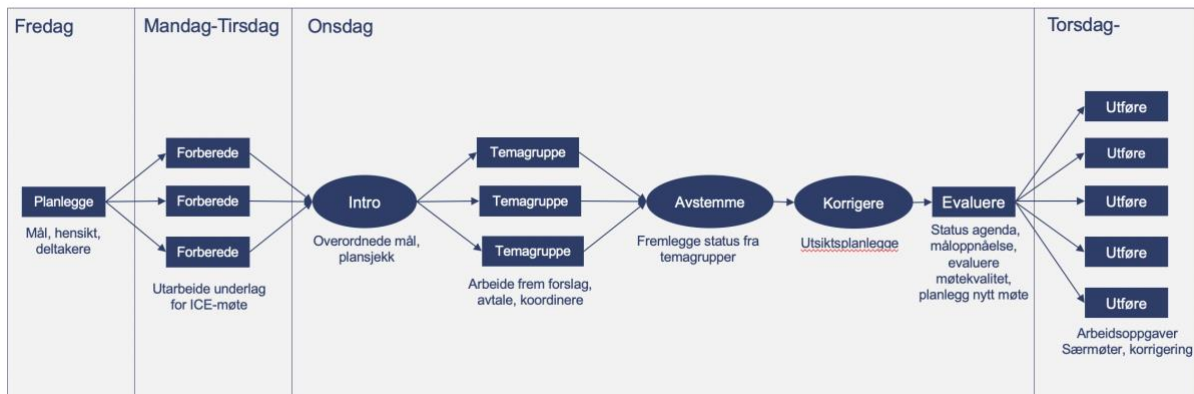 Fredag
Mandag-Tirsdag
Onsdag
Torsdag-
Planlegge
Mål, hensikt,
deltakere
Forberede
Forberede
Forberede
Utarbeide underlag
for ICE-møte
Intro
Overordnede mål,
plansjekk
Temagruppe
Temagruppe
Temagruppe
Arbeide frem forslag,
avtale, koordinere
Avstemme
Fremlegge status fra
temagrupper
Korrigere
Utsiktsplanlegge
Evaluere
Status agenda,
måloppnåelse,
evaluere
møtekvalitet,
planlegg nytt møte
Utføre
Utføre
Utføre
Utføre
Utføre
Arbeidsoppgaver
Særmøter, korrigering